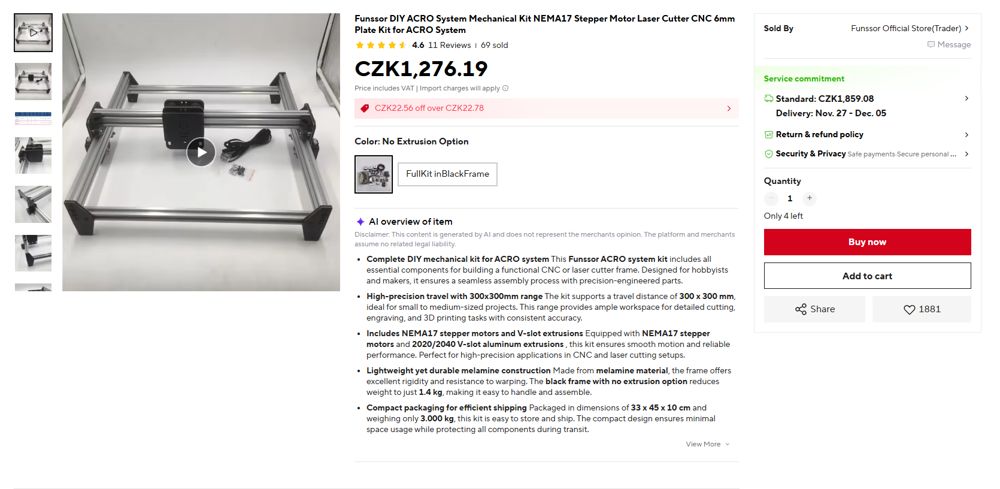 Funssor DIY ACRO System Mechanical Kit NEMA17 Stepper Motor Laser Cutter CNC 6mm
Plate Kit for ACRO System
4.6 11 Reviews | 69 sold
CZK1,276.19
Price includes VAT | Import charges will apply
CZK22.56 off over CZK22.78
Color: No Extrusion Option
FullKit inBlackFrame
AI overview of item
Disclaimer: This content is generated by AI and does not represent the merchants opinion. The platform and merchants
assume no related legal liability.
• Complete DIY mechanical kit for ACRO system This Funssor ACRO system kit includes all
essential components for building a functional CNC or laser cutter frame. Designed for hobbyists
and makers, it ensures a seamless assembly process with precision-engineered parts.
• High-precision travel with 300x300mm range The kit supports a travel distance of 300 x 300 mm,
ideal for small to medium-sized projects. This range provides ample workspace for detailed cutting,
engraving, and 3D printing tasks with consistent accuracy.
• Includes NEMA17 stepper motors and V-slot extrusions Equipped with NEMA17 stepper
motors and 2020/2040 V-slot aluminum extrusions , this kit ensures smooth motion and reliable
performance. Perfect for high-precision applications in CNC and laser cutting setups.
• Lightweight yet durable melamine construction Made from melamine material, the frame offers
excellent rigidity and resistance to warping. The black frame with no extrusion option reduces
weight to just 1.4 kg, making it easy to handle and assemble.
• Compact packaging for efficient shipping Packaged in dimensions of 33 x 45 x 10 cm and
weighing only 3.000 kg, this kit is easy to store and ship. The compact design ensures minimal
space usage while protecting all components during transit.
View More
Sold By
Funssor Official Store(Trader)
Message
Service commitment
Standard: CZK1,859.08
Delivery: Nov. 27 - Dec. 05
Return & refund policy
Security & Privacy Safe payments Secure personal ...
Quantity
1
Only 4 left
Buy now
Add to cart
Share
1881